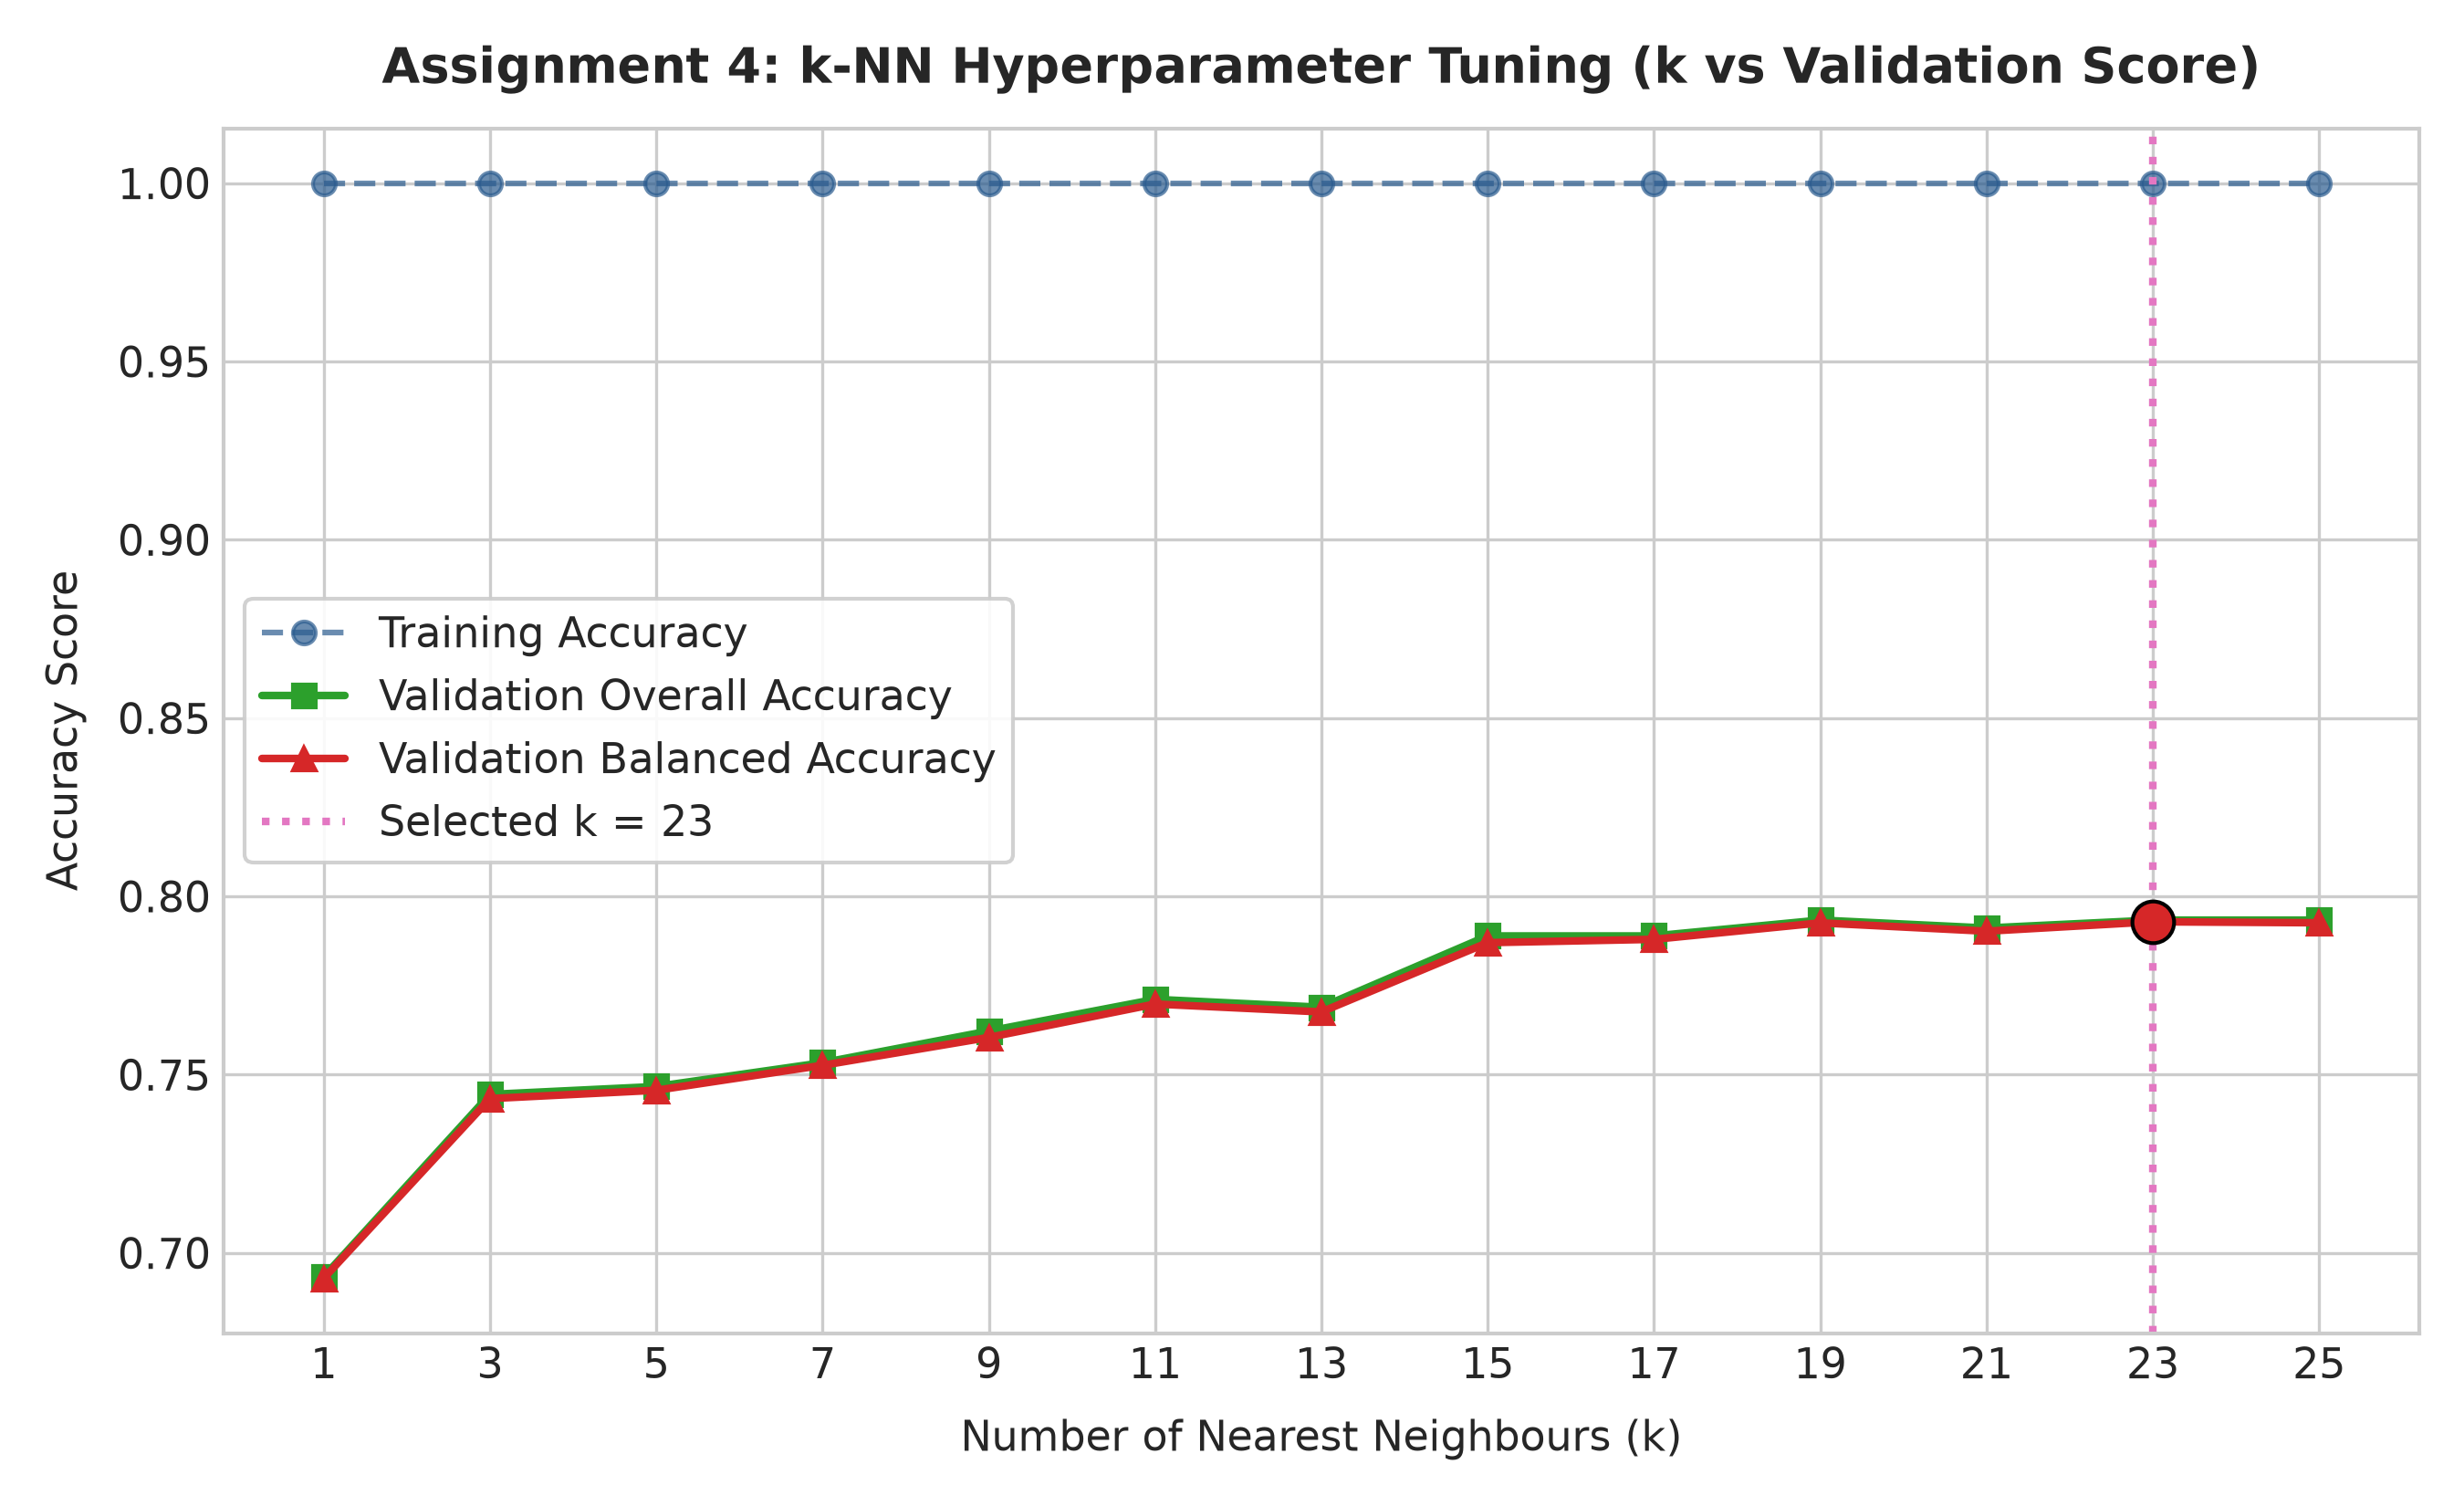 Assignment 4: k-NN Hyperparameter Tuning (k vs Validation Score)
1.00
0.95
0.90
0.85
0.80
0.75
0.70
Accuracy Score
Training Accuracy
Validation Overall Accuracy
Validation Balanced Accuracy
Selected k = 23
1 3 5 7 9 11 13 15 17 19 21 23 25
Number of Nearest Neighbours (k)